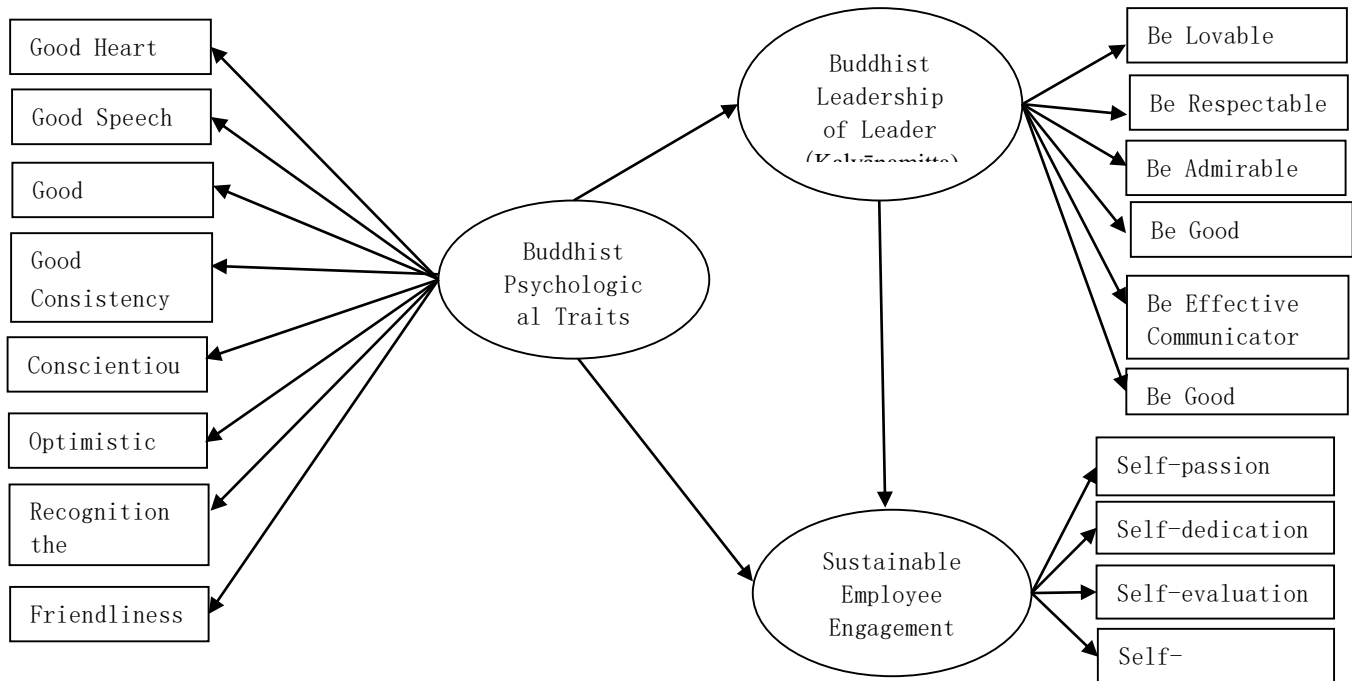 Good Heart
Good Speech
Good
Good
Consistency
Conscientiou
Optimistic
Recognition
the
Friendliness
Buddhist
Psychologic
al Traits
Buddhist
Leadership
of Leader
Sustainable
Employee
Engagement
Be Lovable
Be Respectable
Be Admirable
Be Good
Be Effective
Communicator
Be Good
Self-passion
Self-dedication
Self-evaluation
Self-